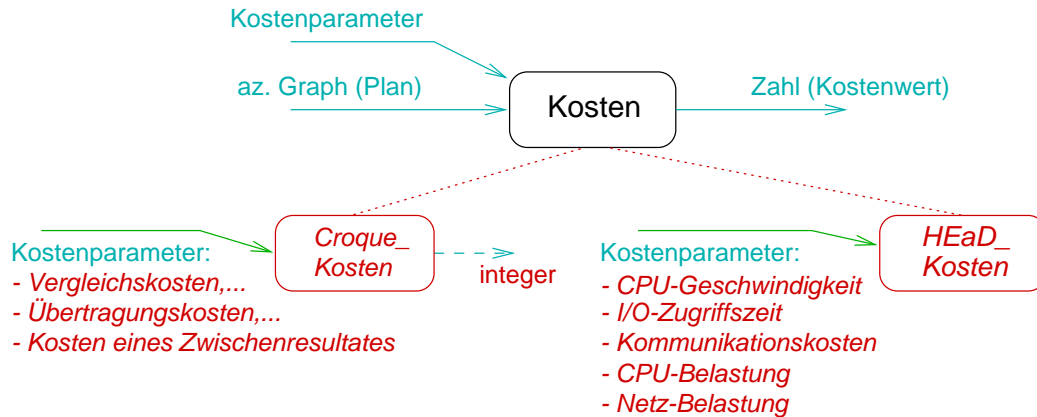 Kostenparameter
az. Graph (Plan)
Kosten
Zahl (Kostenwert)
Croque_
Kosten
integer
Kostenparameter:
- Vergleichskosten,...
- Übertragungskosten,...
- Kosten eines Zwischenresultates
HEaD_
Kosten
Kostenparameter:
- CPU-Geschwindigkeit
- I/O-Zugriffszeit
- Kommunikationskosten
- CPU-Belastung
- Netz-Belastung